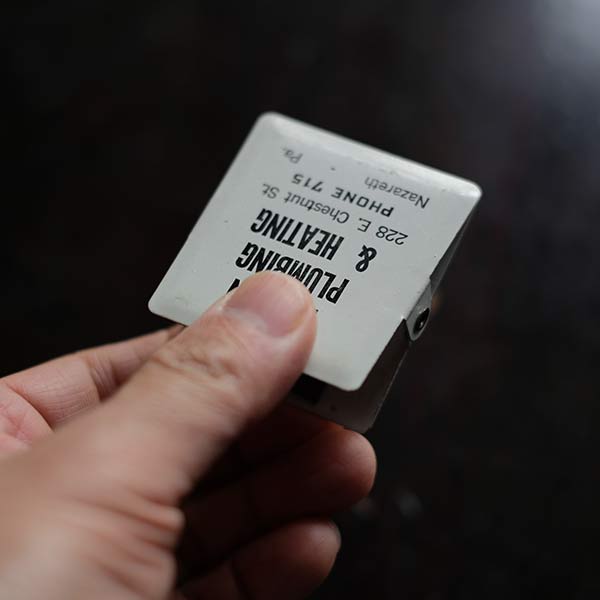 PLUMBING
& HEATING
228 E. Chestnut St.
PHONE 715
Nazareth Pa.